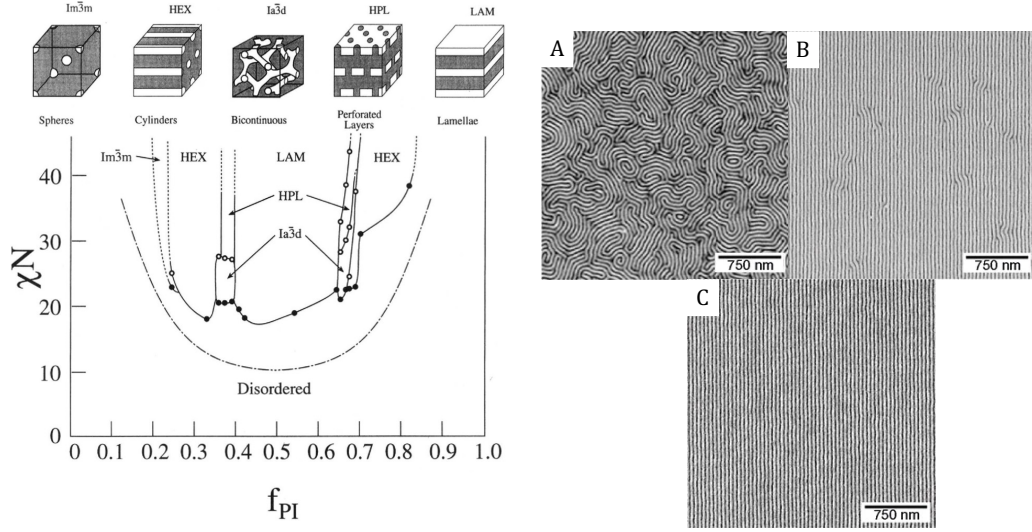 Im3̅m
HEX
Ia3̅d
HPL
LAM
Spheres
Cylinders
Bicontinuous
Perforated
Layers
Lamellae
Im3̅m
HEX
LAM
HEX
HPL
Ia3̅d
Disordered
χN
40
30
20
10
0
0
0.1
0.2
0.3
0.4
0.5
0.6
0.7
0.8
0.9
1.0
f_PI
A
750 nm
B
750 nm
C
750 nm